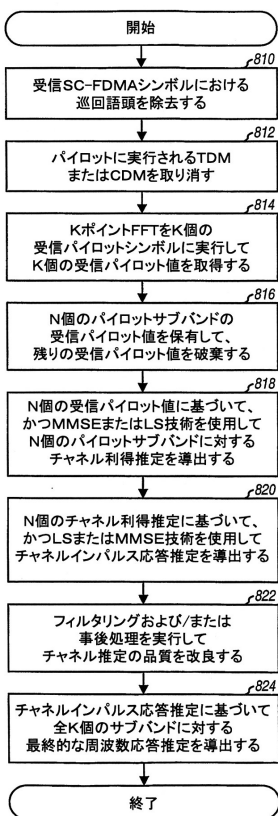 開始
810
受信SC-FDMAシンボルにおける
巡回語頭を除去する
812
パイロットに実行されるTDM
またはCDMを取り消す
814
KポイントFFTをK個の
受信パイロットシンボルに実行して
K個の受信パイロット値を取得する
816
N個のパイロットサブバンドの
受信パイロット値を保有して、
残りの受信パイロット値を破棄する
818
N個の受信パイロット値に基づいて、
かつMMSEまたはLS技術を使用して
N個のパイロットサブバンドに対する
チャネル利得推定を導出する
820
N個のチャネル利得推定に基づいて、
かつLSまたはMMSE技術を使用して
チャネルインパルス応答推定を導出する
822
フィルタリングおよび/または
事後処理を実行して
チャネル推定の品質を改良する
824
チャネルインパルス応答推定に基づいて
全K個のサブバンドに対する
最終的な周波数応答推定を導出する
終了